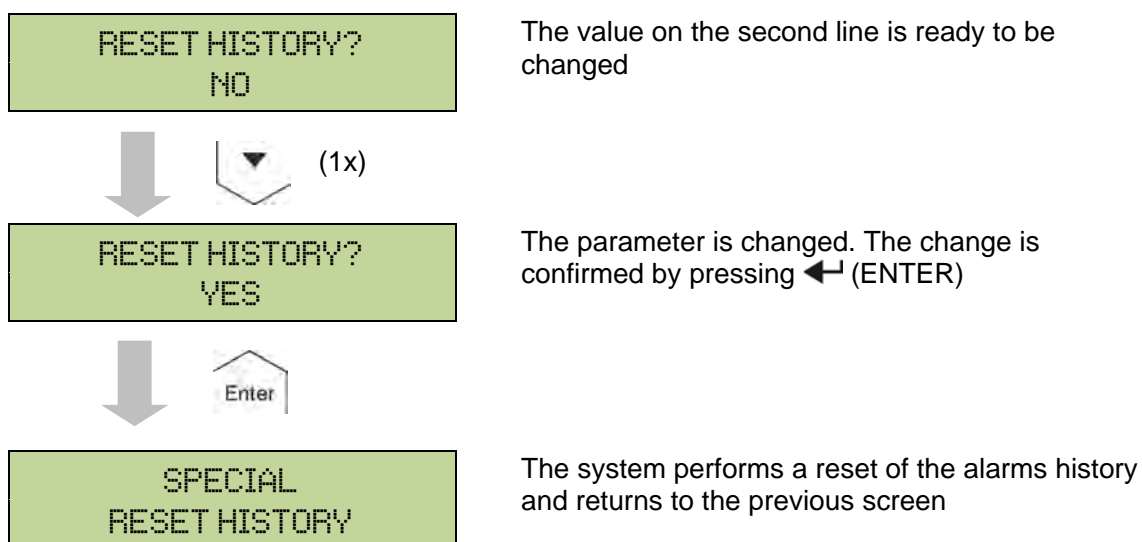 RESET HISTORY?
NO
The value on the second line is ready to be
changed
(1x)
RESET HISTORY?
YES
The parameter is changed. The change is
confirmed by pressing (ENTER)
Enter
SPECIAL
RESET HISTORY
The system performs a reset of the alarms history
and returns to the previous screen